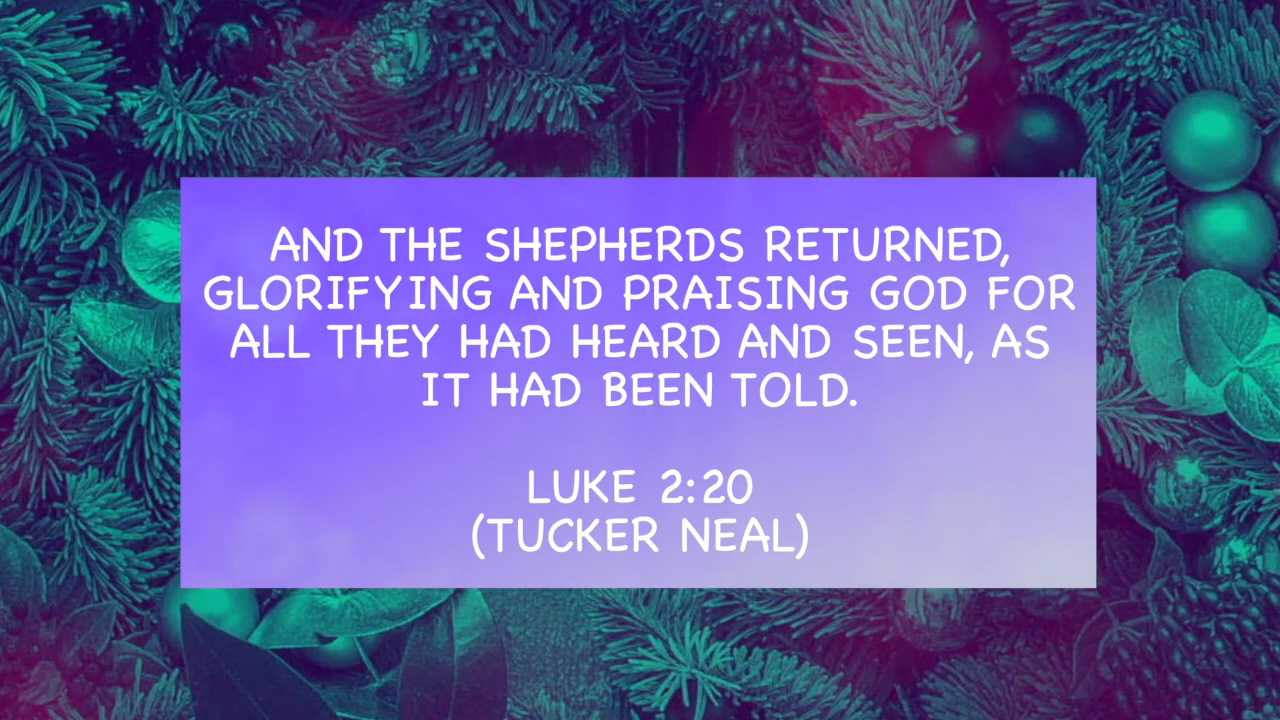 AND THE SHEPHERDS RETURNED,
GLORIFYING AND PRAISING GOD FOR
ALL THEY HAD HEARD AND SEEN, AS
IT HAD BEEN TOLD.
LUKE 2:20
(TUCKER NEAL)